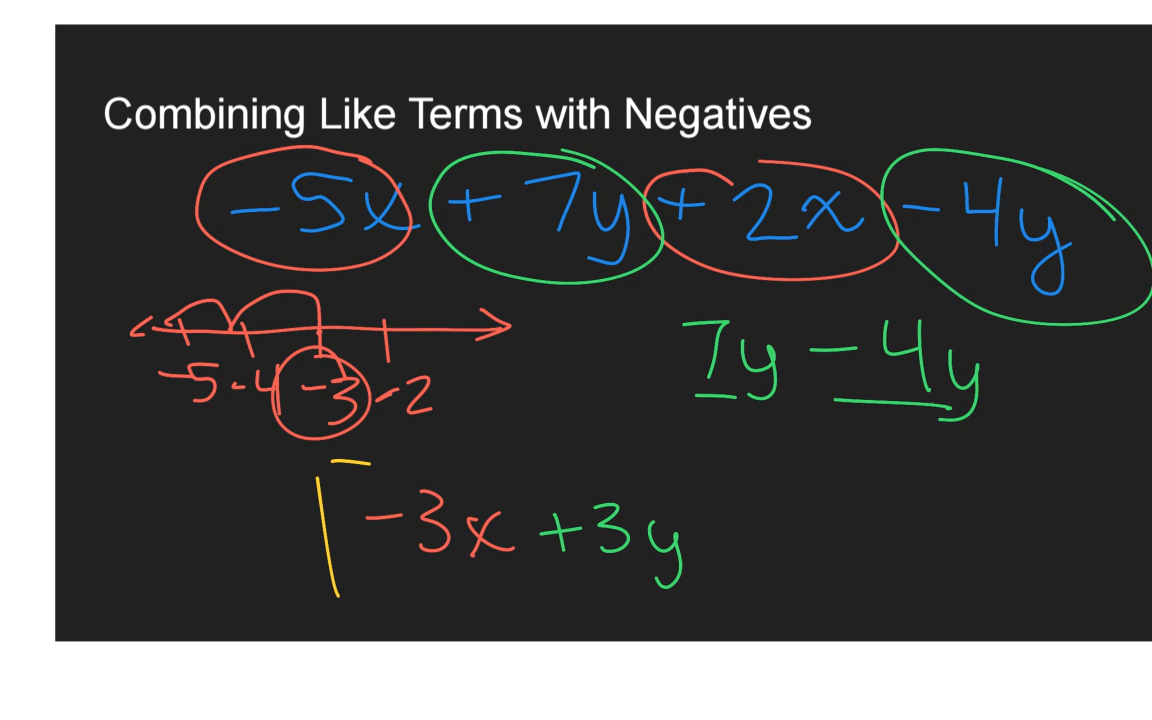 Combining Like Terms with Negatives
-5x + 7y + 2x - 4y
-5 -4 -3 -2
7y - 4y
-3x + 3y